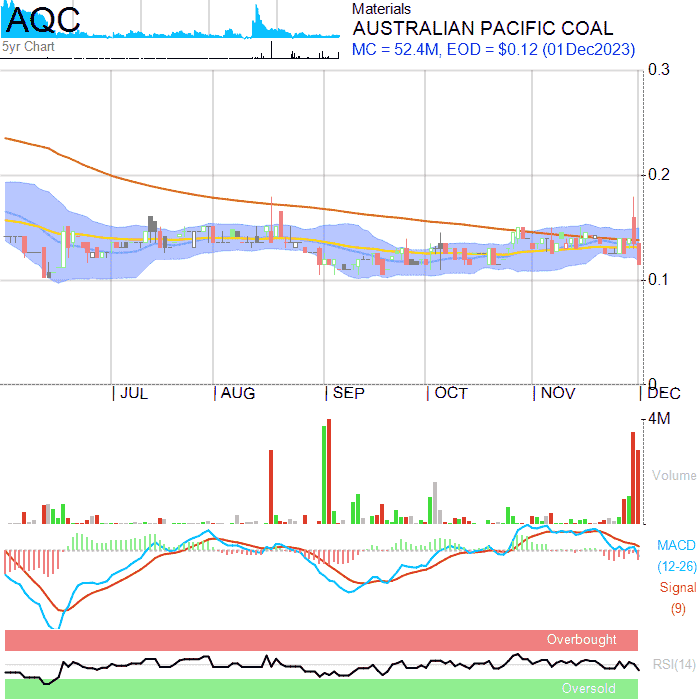 AQC
5yr Chart
Materials
AUSTRALIAN PACIFIC COAL
MC = 52.4M, EOD = $0.12 (01Dec2023)
0.3
0.2
0.1
0
JUL
AUG
SEP
OCT
NOV
DEC
4M
Volume
MACD
(12-26)
Signal
(9)
Overbought
RSI(14)
Oversold